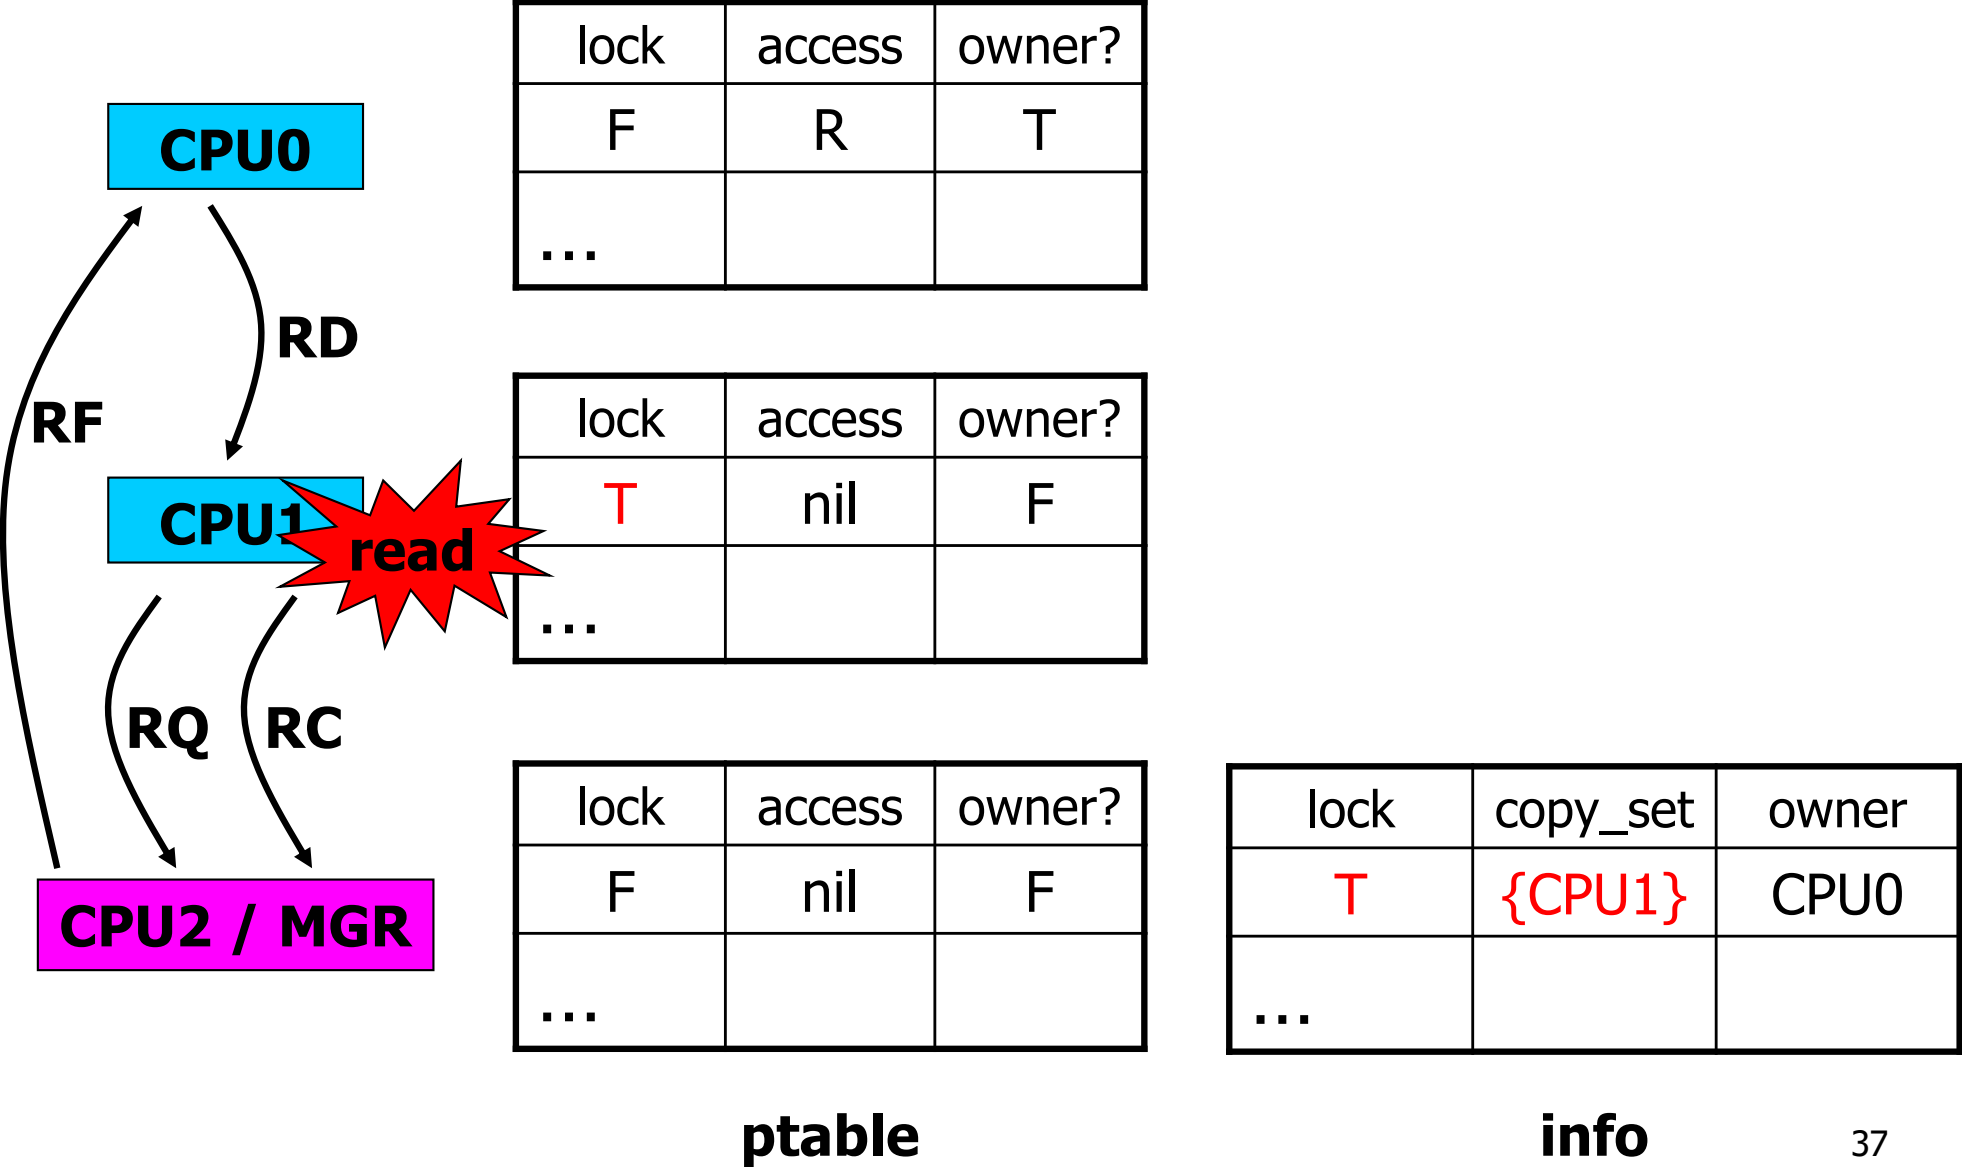 lock access owner?
F R T
...
CPU0
RD
RF
lock access owner?
T nil F
...
CPU1
read
RQ RC
lock access owner?
F nil F
...
CPU2 / MGR
lock copy_set owner
T {CPU1} CPU0
...
ptable
info
37